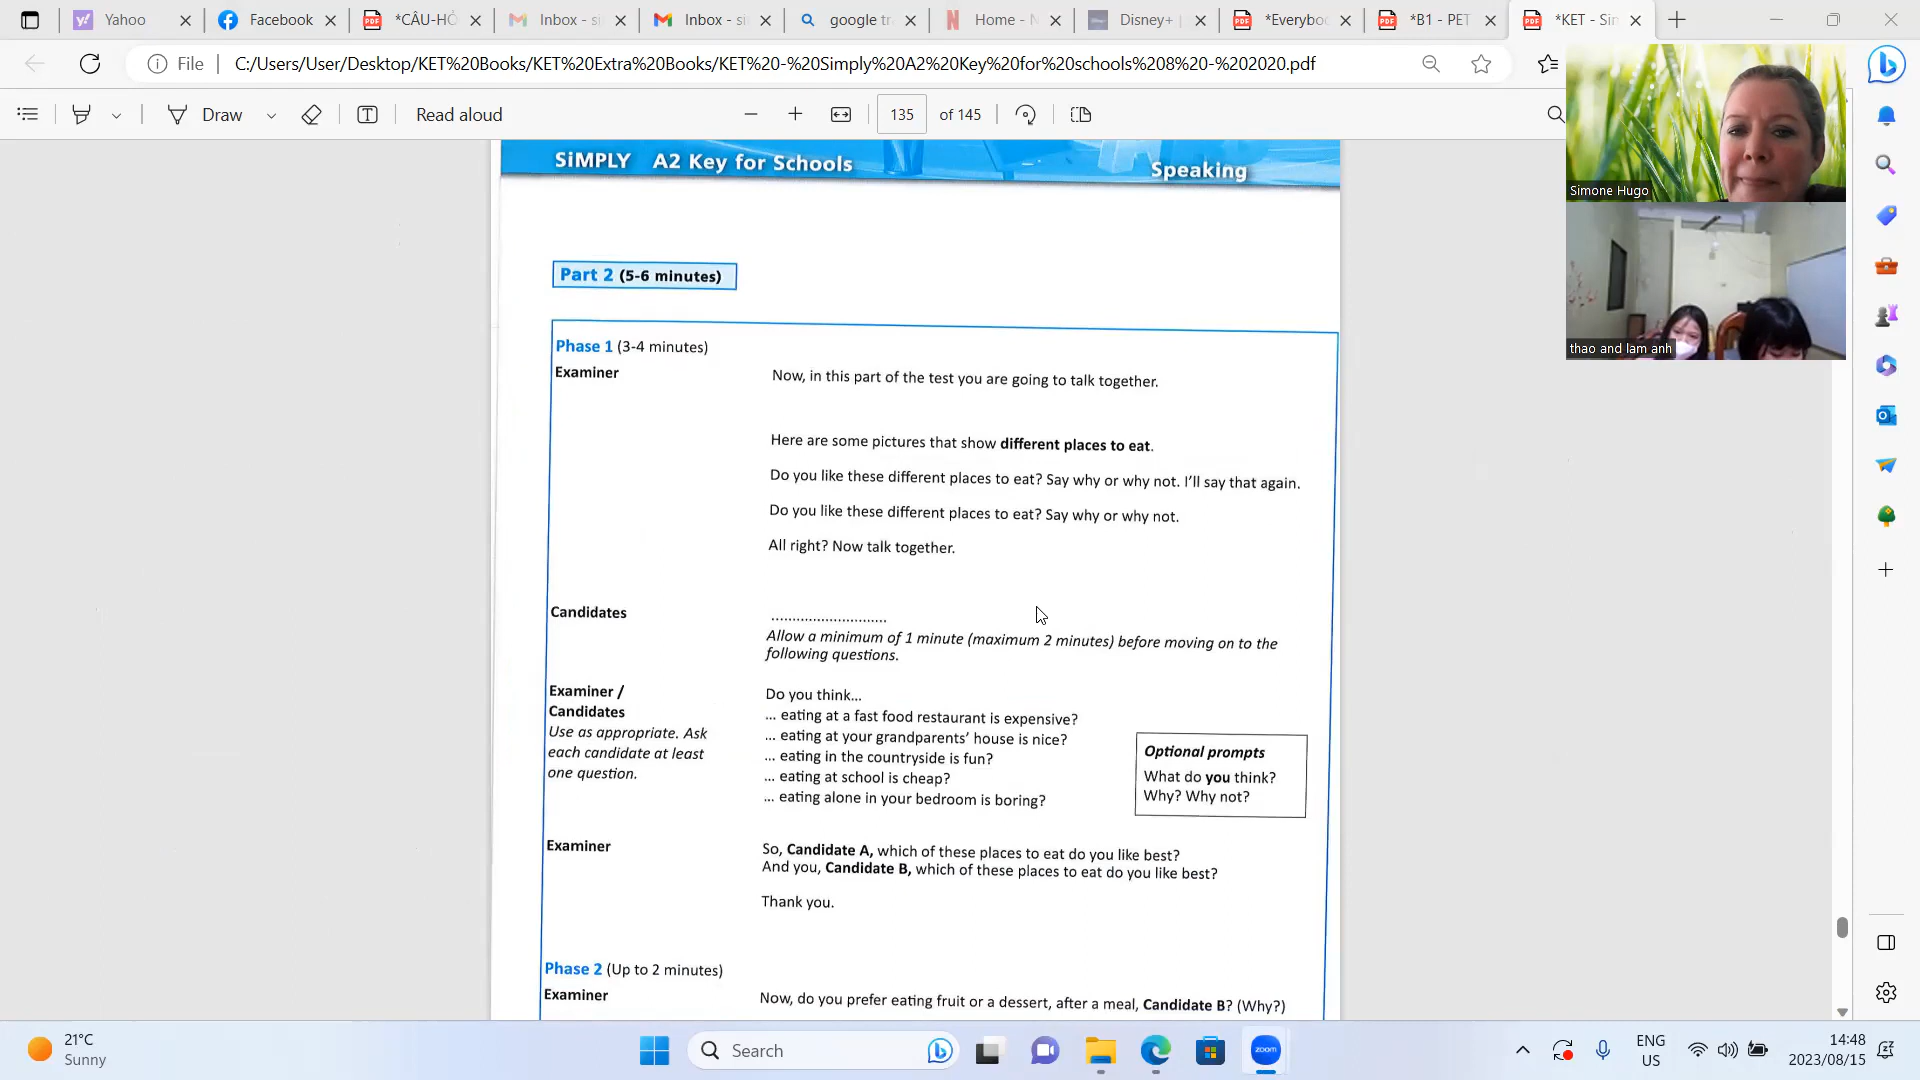 Yahoo
Facebook
*CÂU-HỎ
Inbox - si
Inbox - si
google tr
Home - N
Disney+ |
*Everybo
*B1 - PET
*KET - Sin
File
C:/Users/User/Desktop/KET%20Books/KET%20Extra%20Books/KET%20-%20Simply%20A2%20Key%20for%20schools%208%20-%202020.pdf
Draw
Read aloud
135
of 145
SiMPLY A2 Key for Schools
Speaking
Simone Hugo
thao and lam anh
Part 2 (5-6 minutes)
Phase 1 (3-4 minutes)
Examiner
Now, in this part of the test you are going to talk together.
Here are some pictures that show different places to eat.
Do you like these different places to eat? Say why or why not. I'll say that again.
Do you like these different places to eat? Say why or why not.
All right? Now talk together.
Candidates
...........................
Allow a minimum of 1 minute (maximum 2 minutes) before moving on to the
following questions.
Examiner /
Candidates
Use as appropriate. Ask
each candidate at least
one question.
Do you think...
... eating at a fast food restaurant is expensive?
... eating at your grandparents' house is nice?
... eating in the countryside is fun?
... eating at school is cheap?
... eating alone in your bedroom is boring?
Optional prompts
What do you think?
Why? Why not?
Examiner
So, Candidate A, which of these places to eat do you like best?
And you, Candidate B, which of these places to eat do you like best?
Thank you.
Phase 2 (Up to 2 minutes)
Examiner
Now, do you prefer eating fruit or a dessert, after a meal, Candidate B? (Why?)
21°C
Sunny
Search
zoom
ENG
US
14:48
2023/08/15